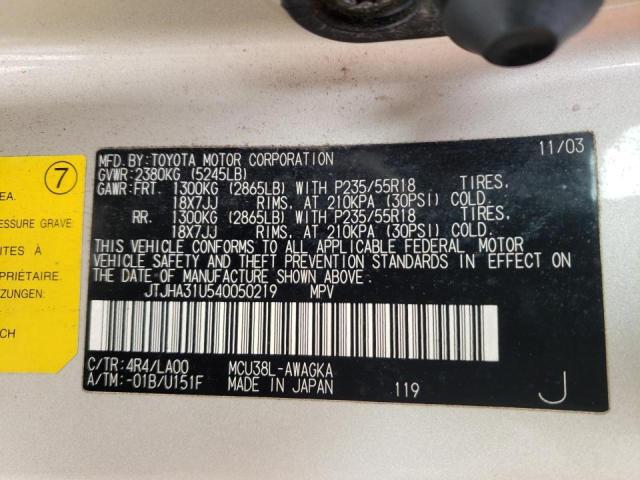 7
EA.
ESSURE GRAVE
ITES À
PRIÉTAIRE.
ZUNGEN:
CH
MFD.BY:TOYOTA MOTOR CORPORATION 11/03
GVWR:2380KG (5245LB)
GAWR:FRT. 1300KG (2865LB) WITH P235/55R18 TIRES,
18X7JJ RIMS, AT 210KPA (30PSI) COLD.
RR. 1300KG (2865LB) WITH P235/55R18 TIRES,
18X7JJ RIMS, AT 210KPA (30PSI) COLD.
THIS VEHICLE CONFORMS TO ALL APPLICABLE FEDERAL MOTOR
VEHICLE SAFETY AND THEFT PREVENTION STANDARDS IN EFFECT ON
THE DATE OF MANUFACTURE SHOWN ABOVE.
JTJHA31U540050219 MPV
C/TR:4R4/LA00 MCU38L-AWAGKA
A/TM:-01B/U151F MADE IN JAPAN 119 J